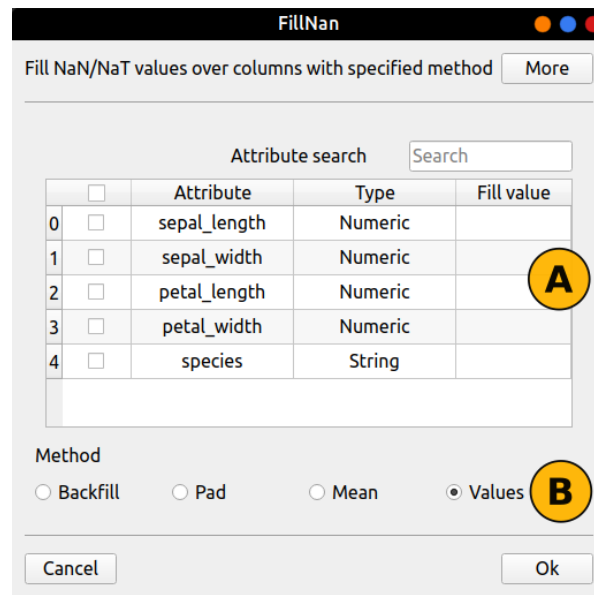 FillNan
Fill NaN/NaT values over columns with specified method More
Attribute search Search
Attribute Type Fill value
0 sepal_length Numeric
1 sepal_width Numeric
A
2 petal_length Numeric
3 petal_width Numeric
4 species String
Method
Backfill Pad Mean Values B
Cancel Ok